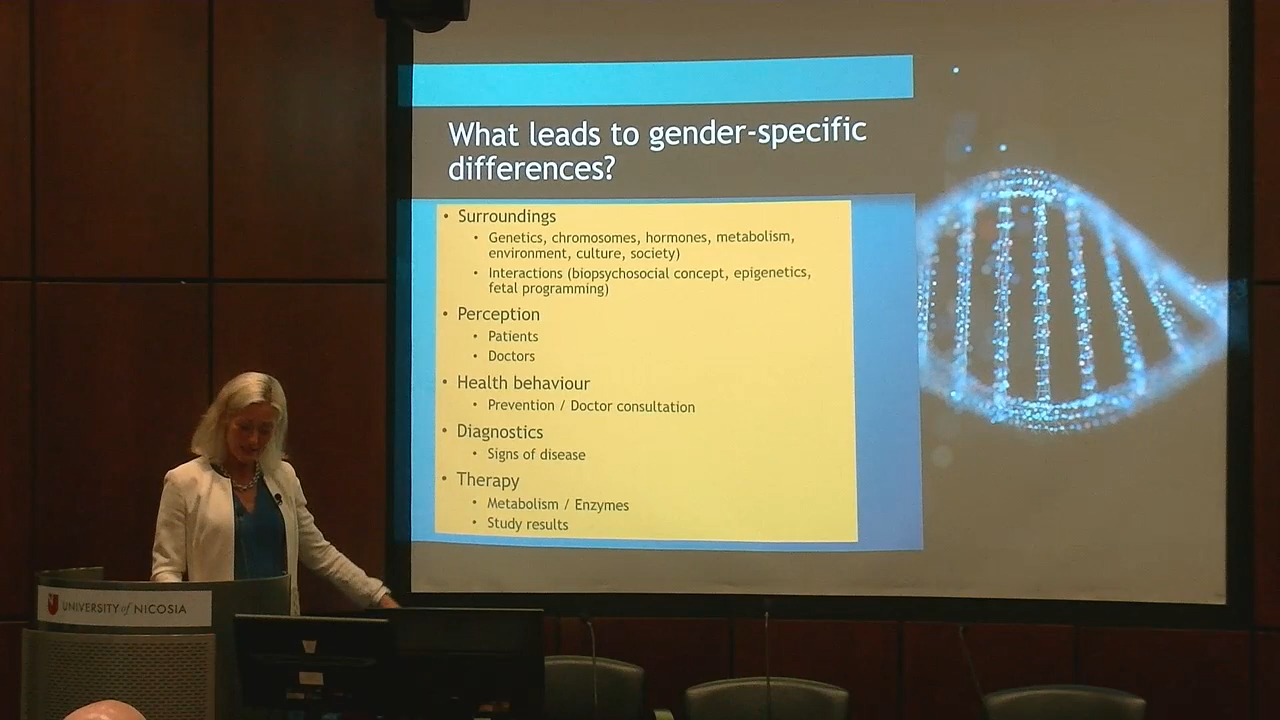 What leads to gender-specific
differences?
• Surroundings
• Genetics, chromosomes, hormones, metabolism,
environment, culture, society)
• Interactions (biopsychosocial concept, epigenetics,
fetal programming)
• Perception
• Patients
• Doctors
• Health behaviour
• Prevention / Doctor consultation
• Diagnostics
• Signs of disease
• Therapy
• Metabolism / Enzymes
• Study results
UNIVERSITY of NICOSIA